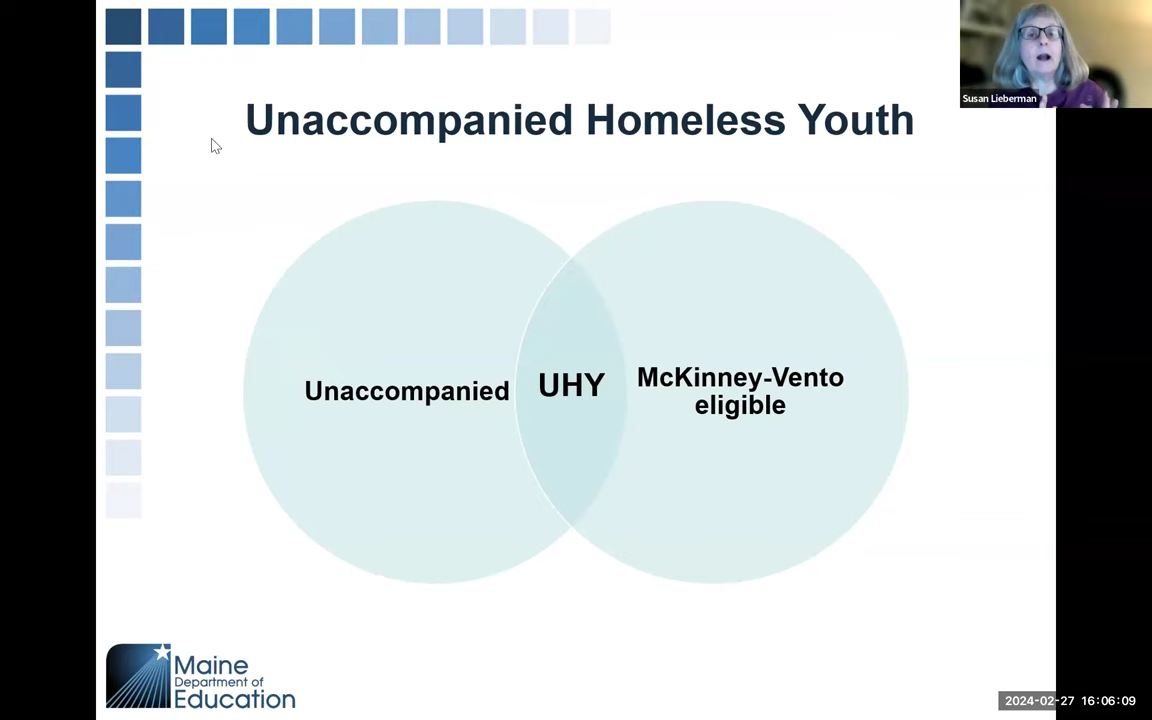 Susan Lieberman
Unaccompanied Homeless Youth
Unaccompanied
UHY
McKinney-Vento
eligible
Maine
Department of
Education
2024-02-27 16:06:09